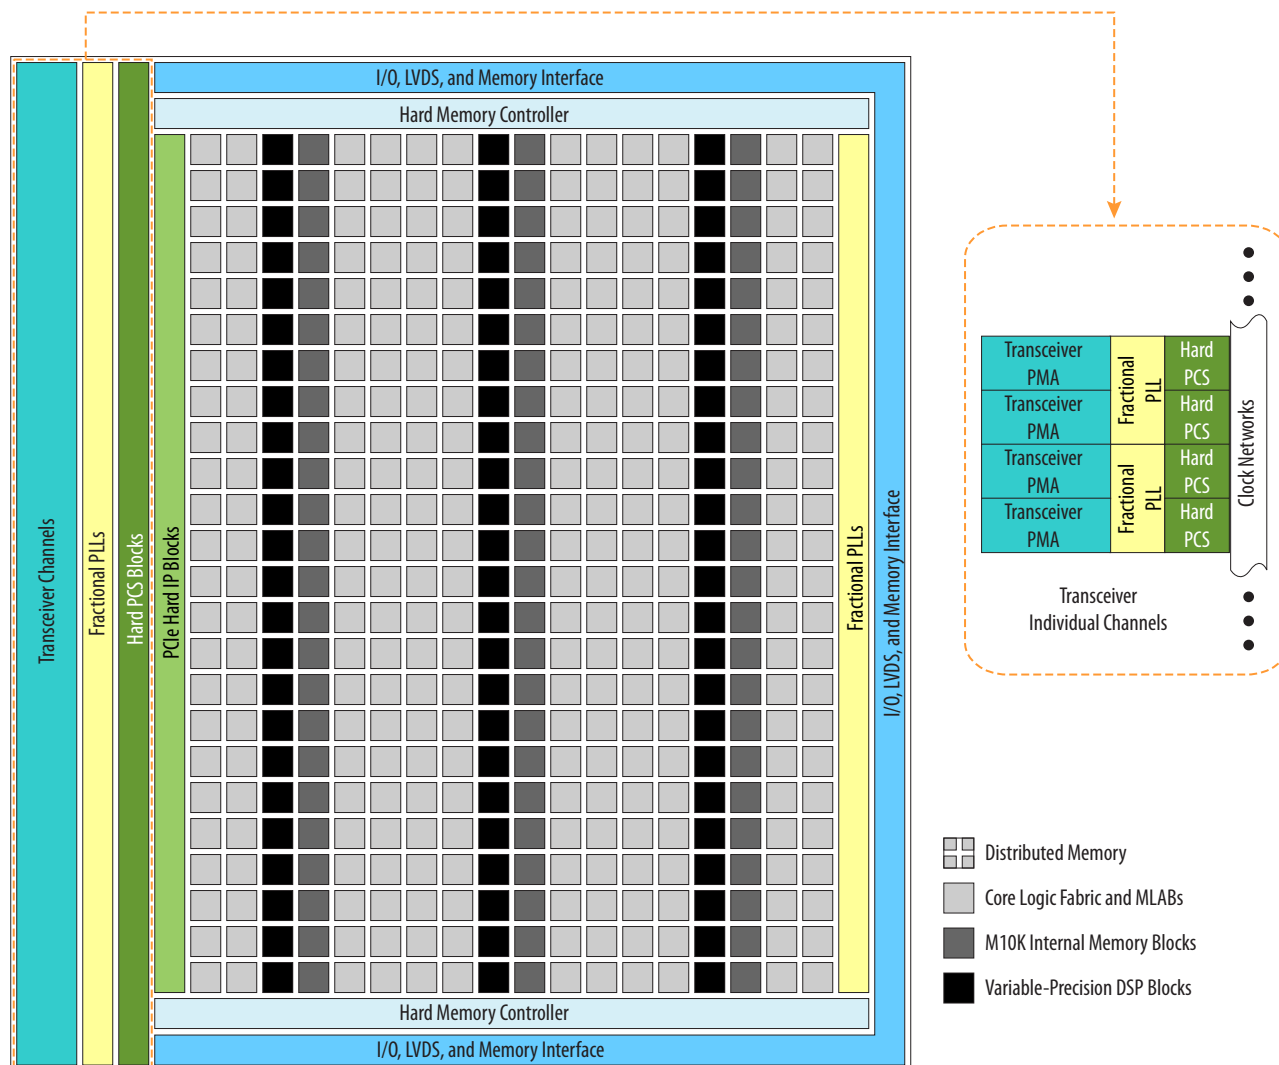 I/O, LVDS, and Memory Interface
Hard Memory Controller
Transceiver Channels
Fractional PLLs
Hard PCS Blocks
PCIe Hard IP Blocks
Fractional PLLs
I/O, LVDS, and Memory Interface
Hard Memory Controller
I/O, LVDS, and Memory Interface
Transceiver
PMA
Transceiver
PMA
Transceiver
PMA
Transceiver
PMA
Fractional
PLL
Fractional
PLL
Hard
PCS
Hard
PCS
Hard
PCS
Hard
PCS
Clock Networks
Transceiver
Individual Channels
Distributed Memory
Core Logic Fabric and MLABs
M10K Internal Memory Blocks
Variable-Precision DSP Blocks